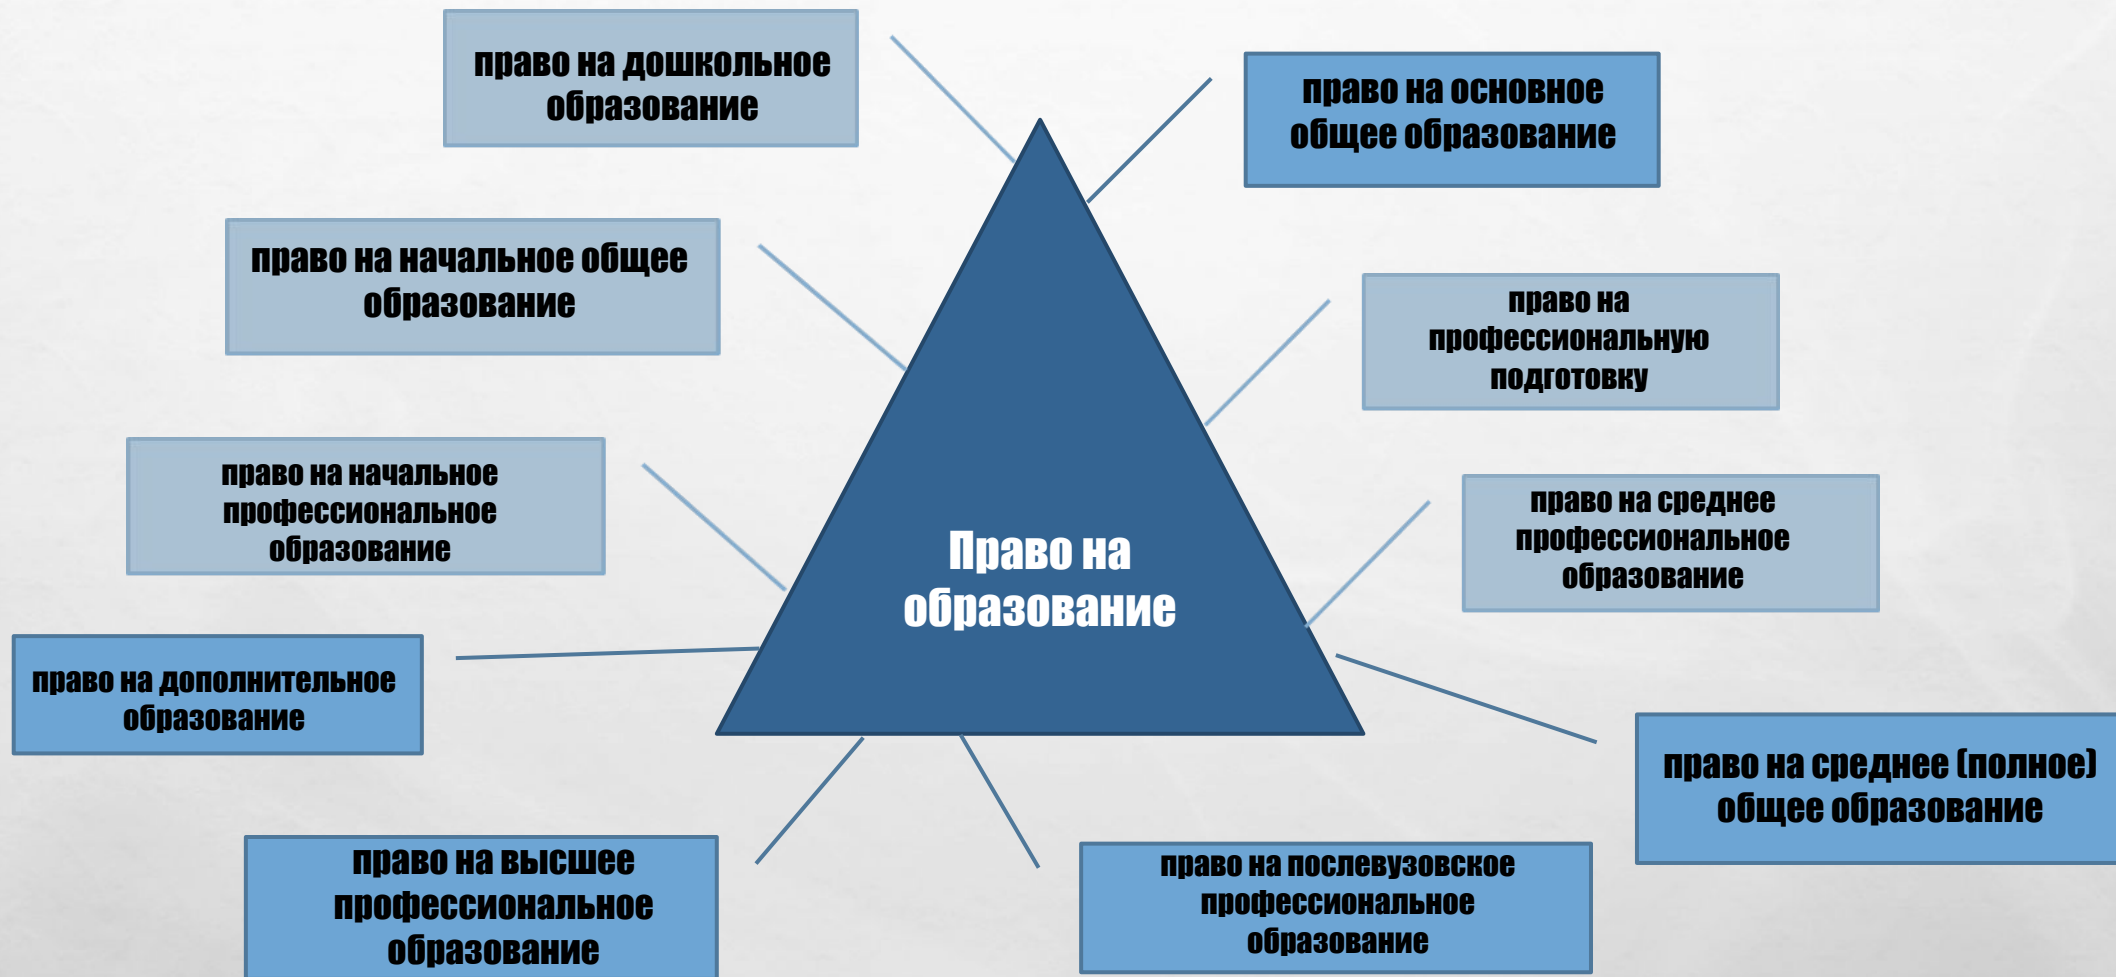 право на дошкольное
образование
право на основное
общее образование
право на начальное общее
образование
право на
профессиональную
подготовку
право на начальное
профессиональное
образование
право на среднее
профессиональное
образование
Право на
образование
право на дополнительное
образование
право на среднее (полное)
общее образование
право на высшее
профессиональное
образование
право на послевузовское
профессиональное
образование